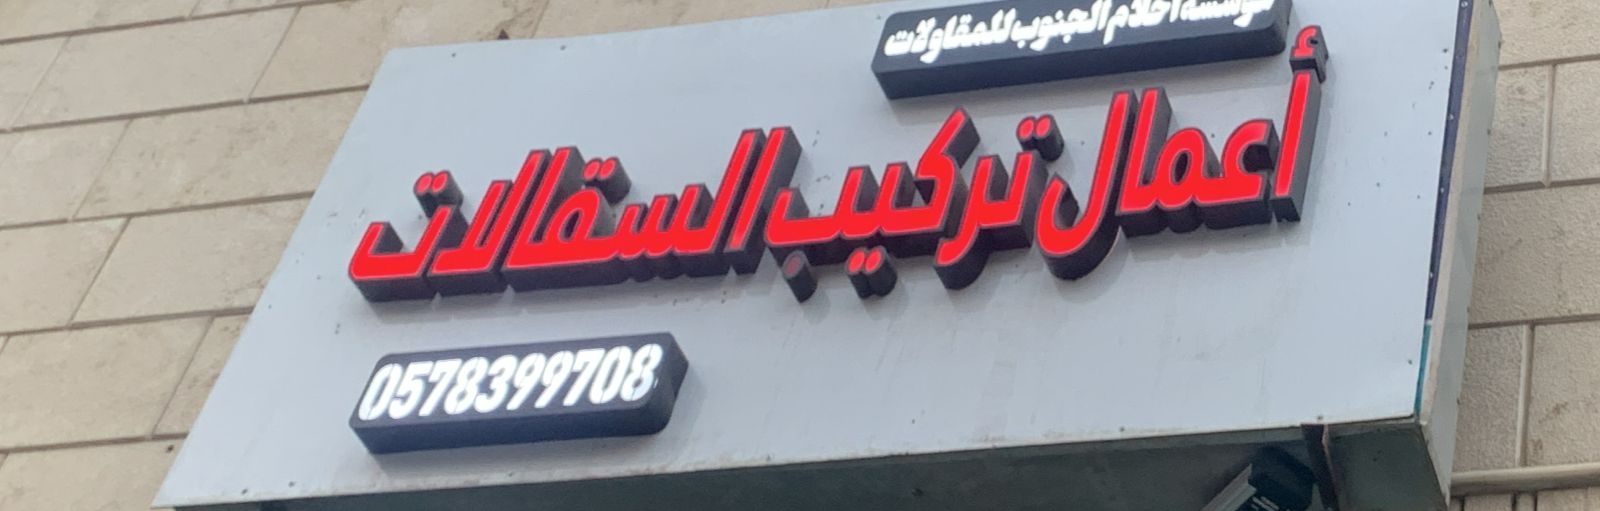 مؤسسة أحلام الجنوب للمقاولات
أعمال تركيب السقالات
0578399708